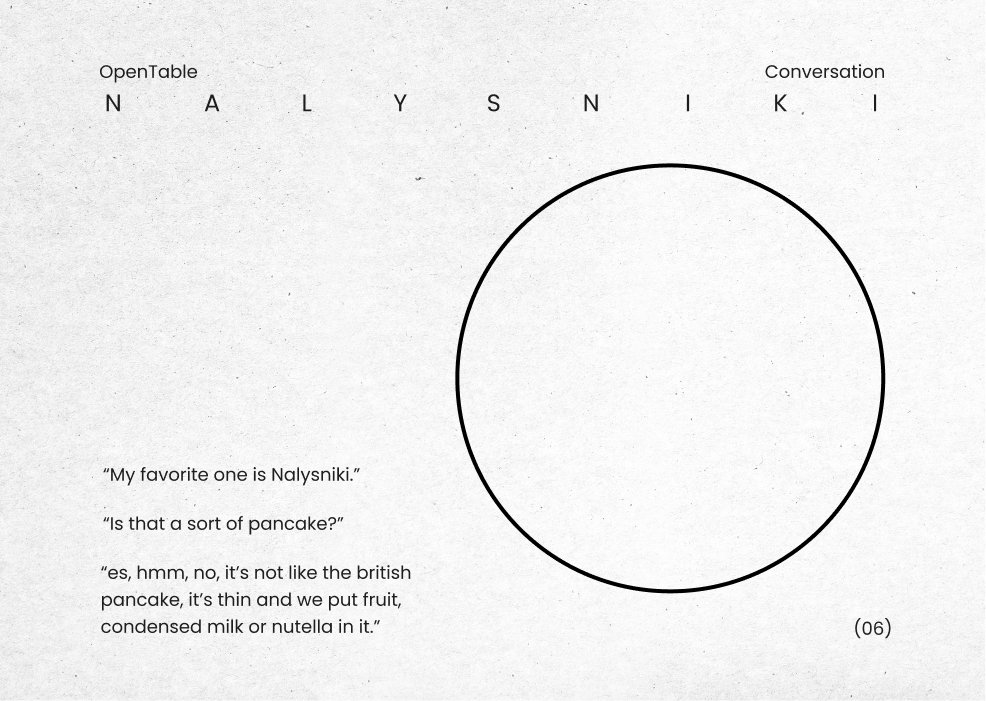 OpenTable
Conversation
N A L Y S N I K I
“My favorite one is Nalysniki.”
“Is that a sort of pancake?”
“es, hmm, no, it’s not like the british
pancake, it’s thin and we put fruit,
condensed milk or nutella in it.”
(06)